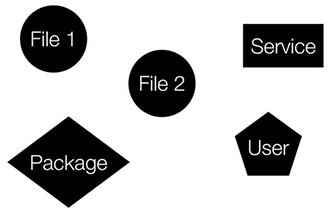 File 1
Service
File 2
Package
User